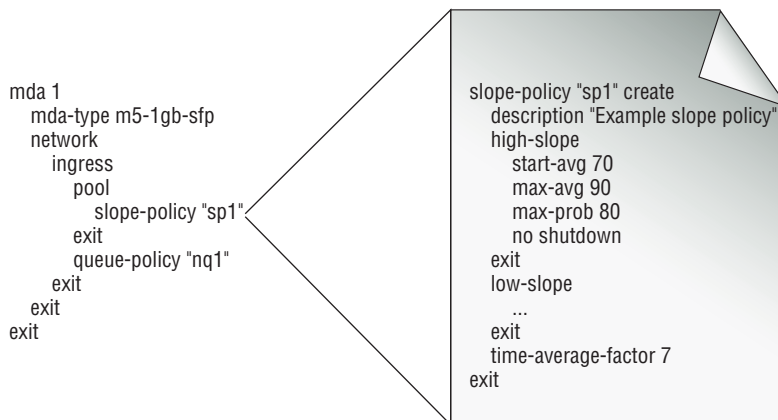 mda 1
mda-type m5-1gb-sfp
network
ingress
pool
slope-policy "sp1"
exit
queue-policy "nq1"
exit
exit
exit
slope-policy "sp1" create
description "Example slope policy"
high-slope
start-avg 70
max-avg 90
max-prob 80
no shutdown
exit
low-slope
...
exit
time-average-factor 7
exit